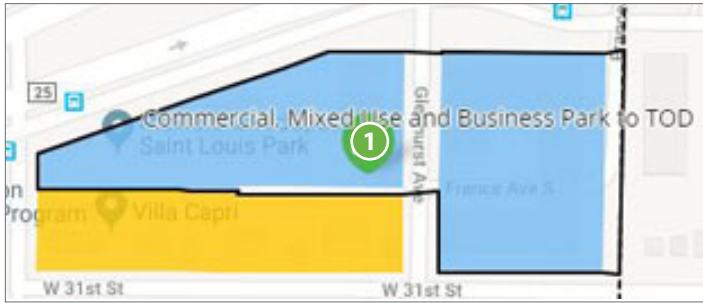 25
Commercial, Mixed Use and Business Park to TOD
1
Saint Louis Park
Glenhurst Ave
France Ave S
on
Program
Villa Capri
W 31st St
W 31st St